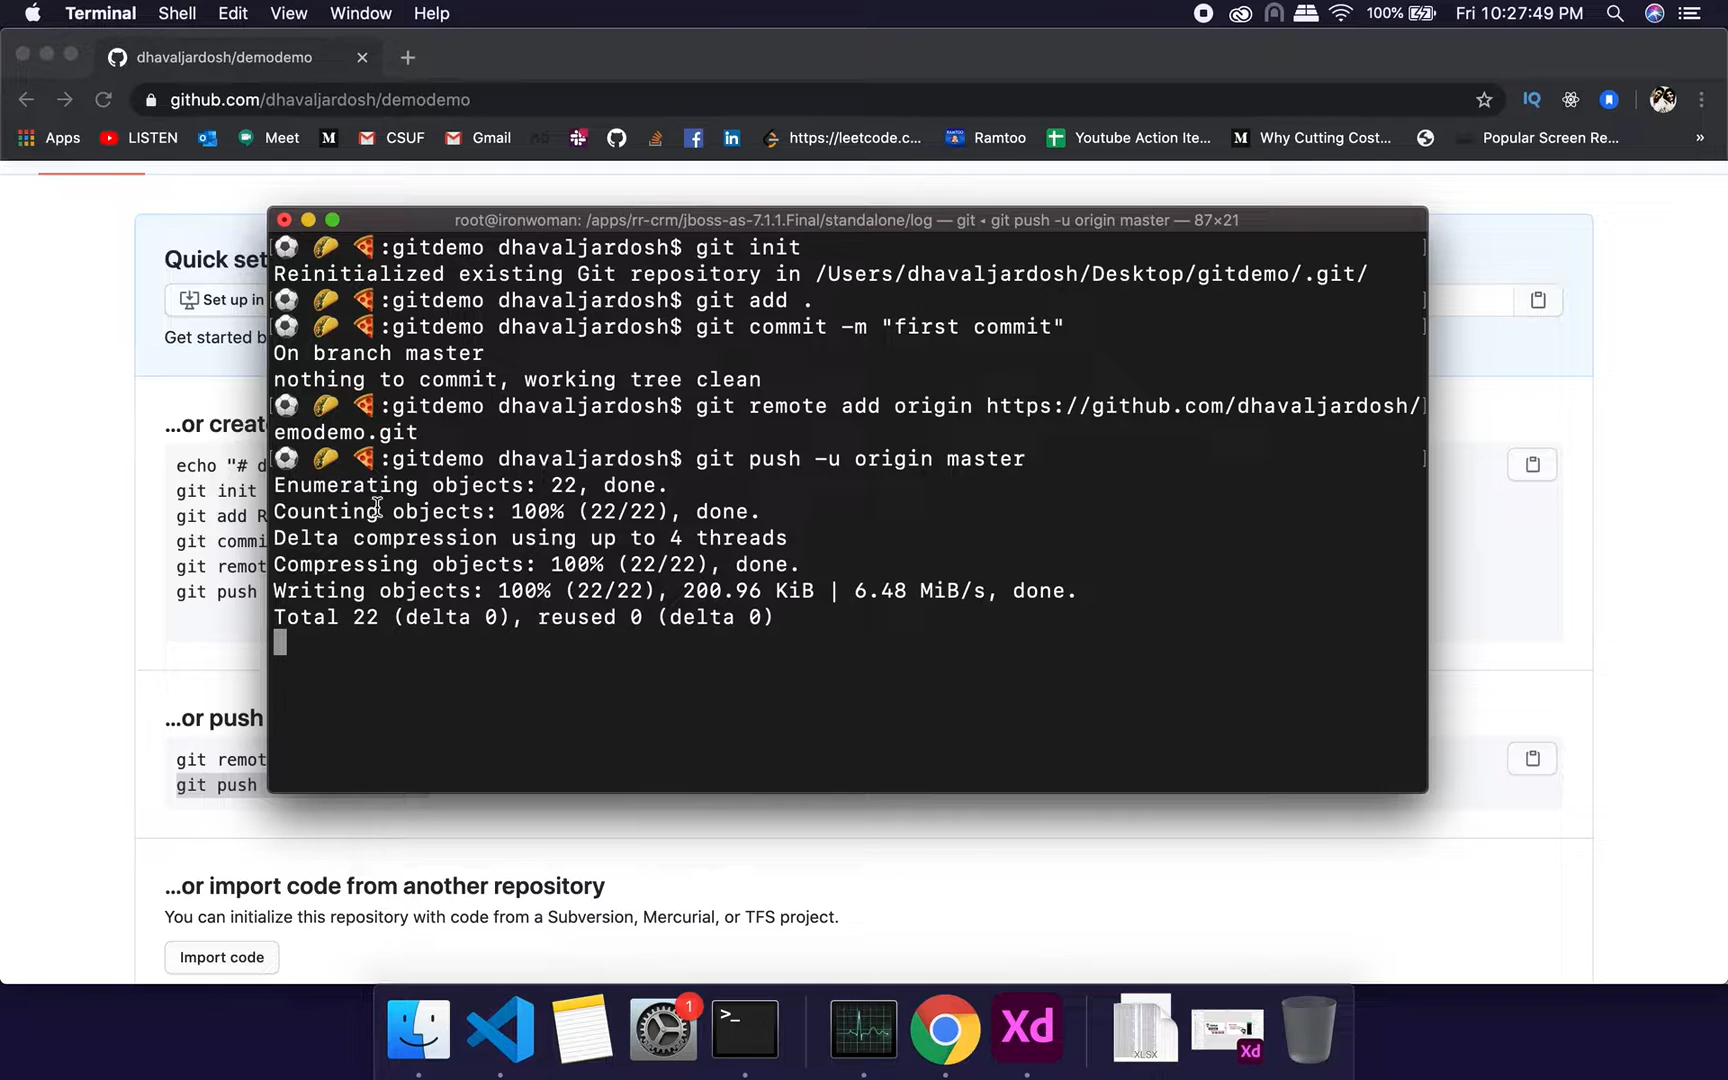 Terminal Shell Edit View Window Help 100% Fri 10:27:49 PM
dhavaljardosh/demodemo
github.com/dhavaljardosh/demodemo IQ
Apps LISTEN Meet M CSUF Gmail https://leetcode.c... Ramtoo Youtube Action Ite... M Why Cutting Cost... Popular Screen Re... »
root@ironwoman: /apps/rr-crm/jboss-as-7.1.1.Final/standalone/log — git ◂ git push -u origin master — 87×21
:gitdemo dhavaljardosh$ git init
Reinitialized existing Git repository in /Users/dhavaljardosh/Desktop/gitdemo/.git/
:gitdemo dhavaljardosh$ git add .
:gitdemo dhavaljardosh$ git commit -m "first commit"
On branch master
nothing to commit, working tree clean
:gitdemo dhavaljardosh$ git remote add origin https://github.com/dhavaljardosh/
emodemo.git
:gitdemo dhavaljardosh$ git push -u origin master
Enumerating objects: 22, done.
Counting objects: 100% (22/22), done.
Delta compression using up to 4 threads
Compressing objects: 100% (22/22), done.
Writing objects: 100% (22/22), 200.96 KiB | 6.48 MiB/s, done.
Total 22 (delta 0), reused 0 (delta 0)
Quick set
Set up in
Get started b
...or creat
echo "# d
git init
git add R
git commi
git remot
git push
...or push
git remot
git push
...or import code from another repository
You can initialize this repository with code from a Subversion, Mercurial, or TFS project.
Import code
1
>_
Xd
XLSX
Xd